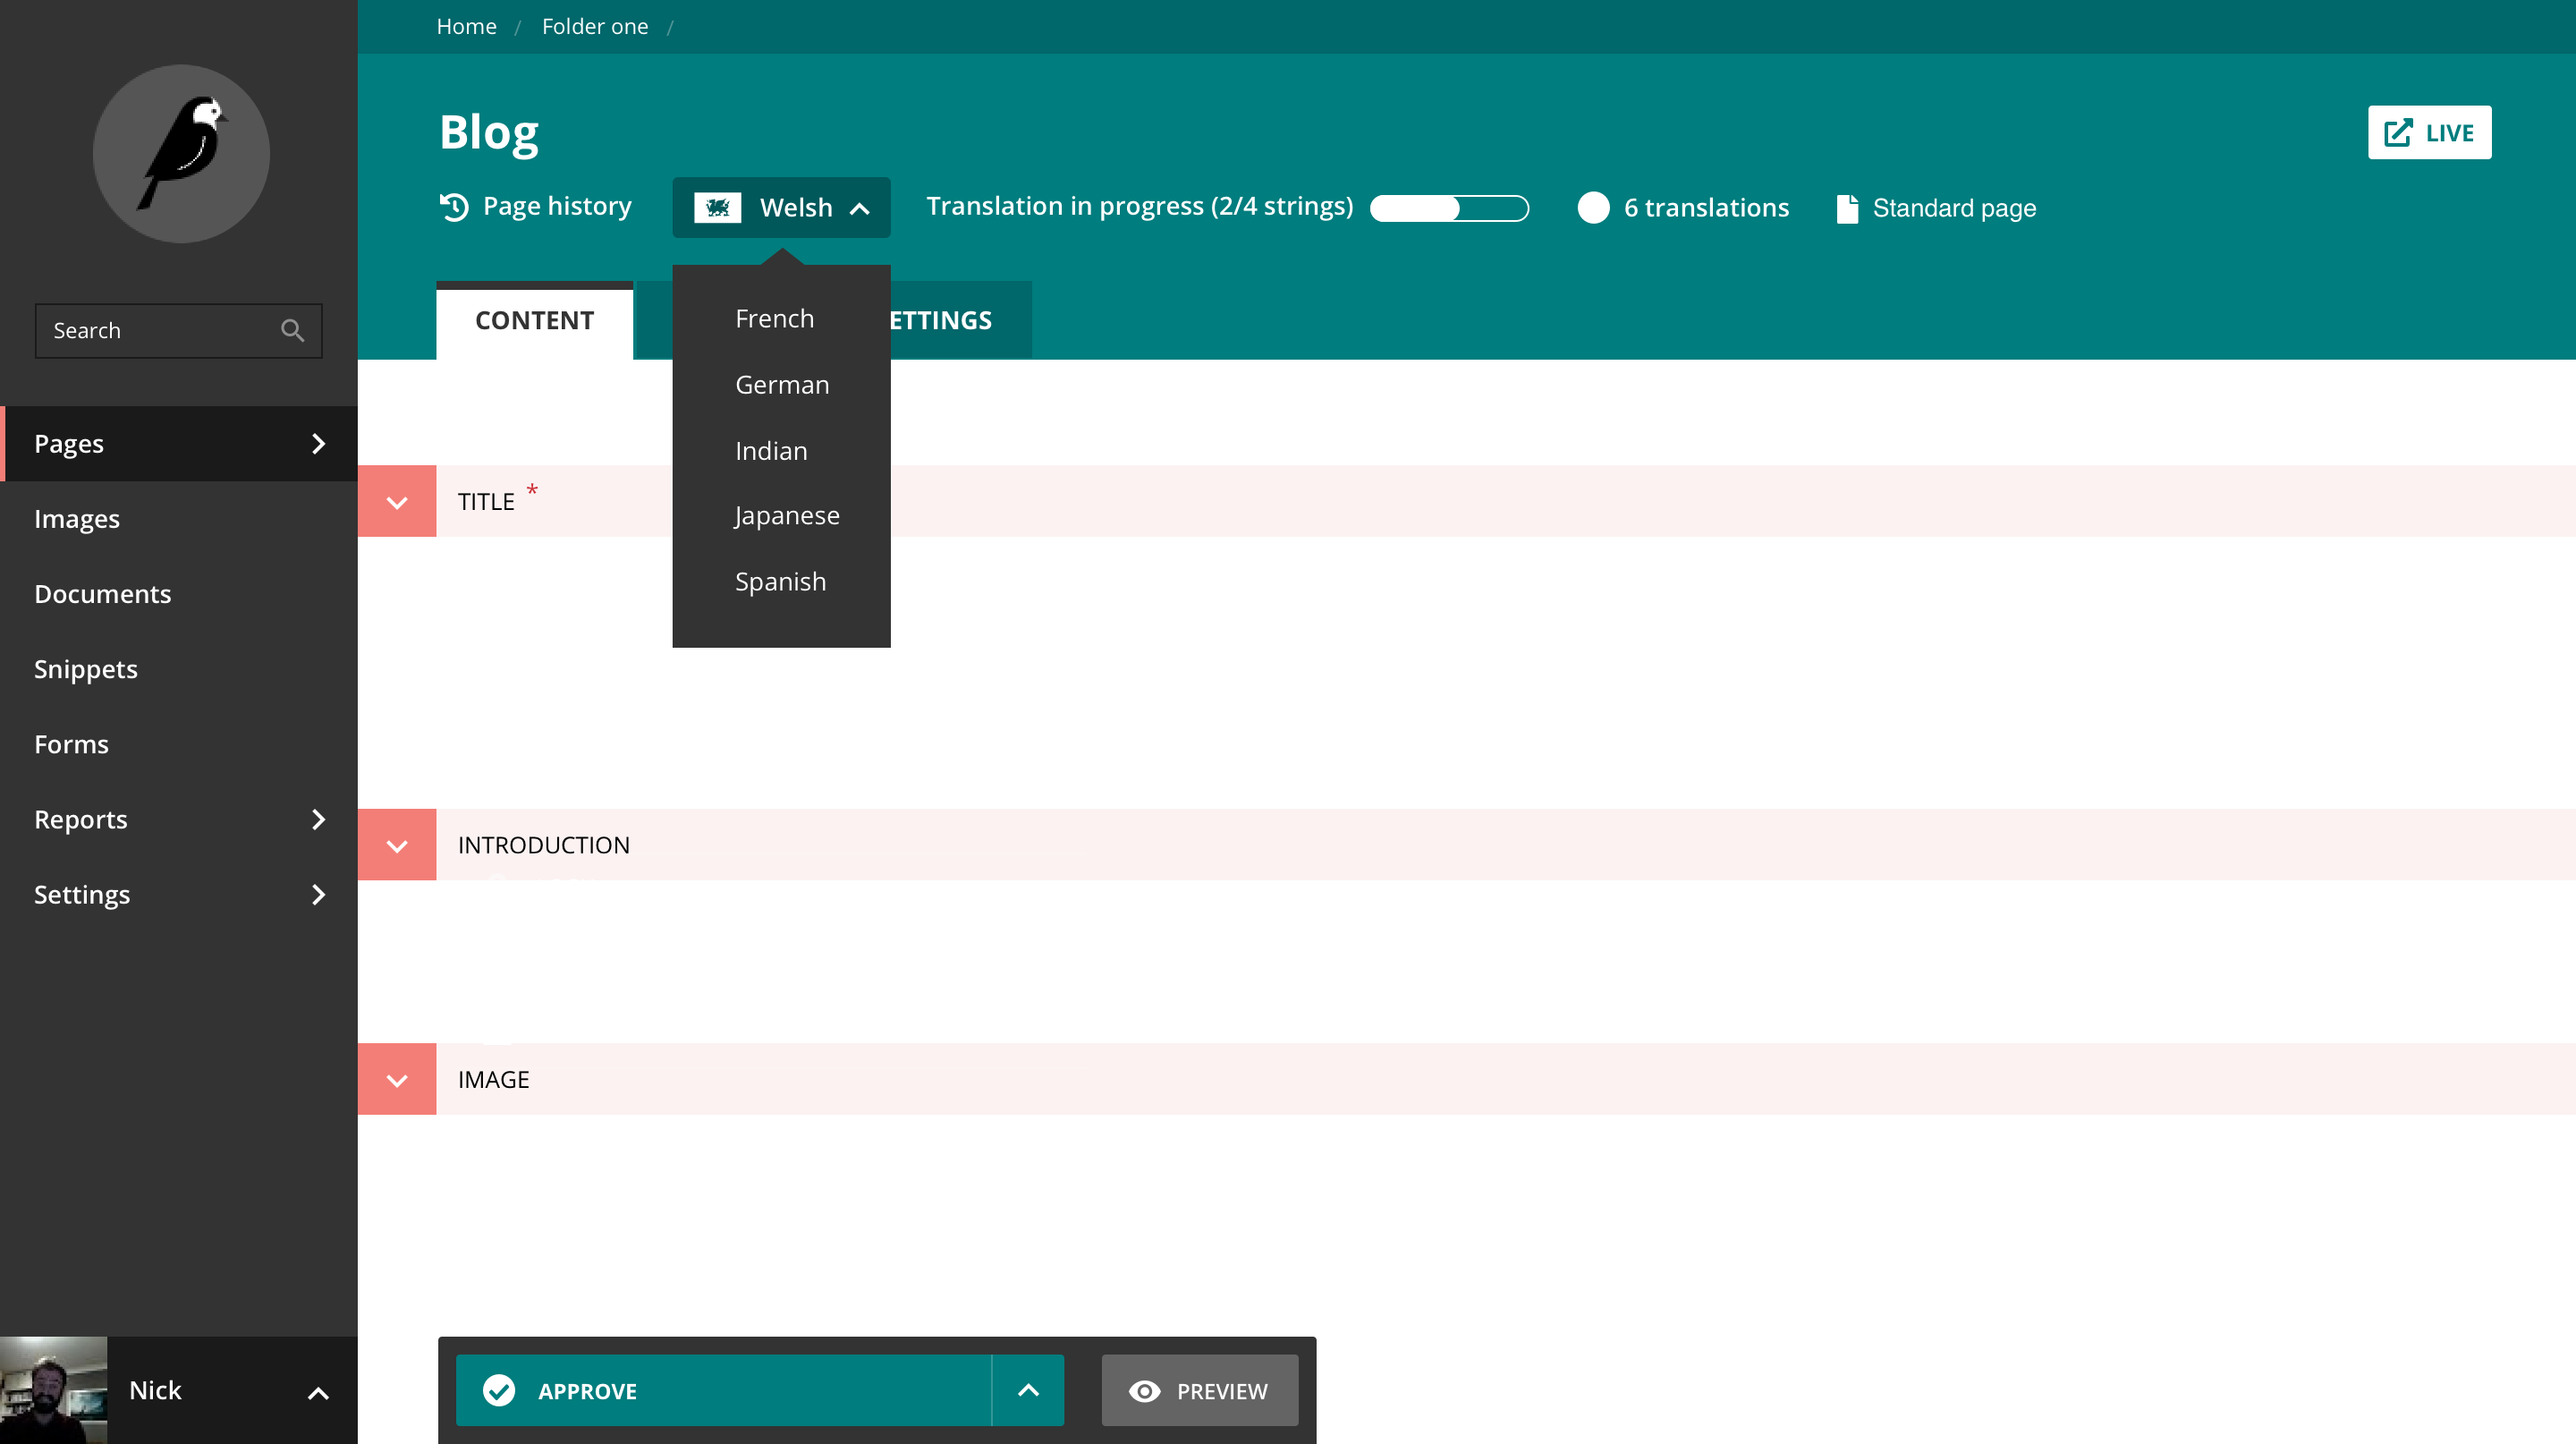 Home / Folder one /
Blog
LIVE
Page history
Welsh
Translation in progress (2/4 strings)
6 translations
Standard page
CONTENT
ETTINGS
French
German
Indian
Japanese
Spanish
Search
Pages
Images
Documents
Snippets
Forms
Reports
Settings
TITLE *
INTRODUCTION
IMAGE
Nick
APPROVE
PREVIEW